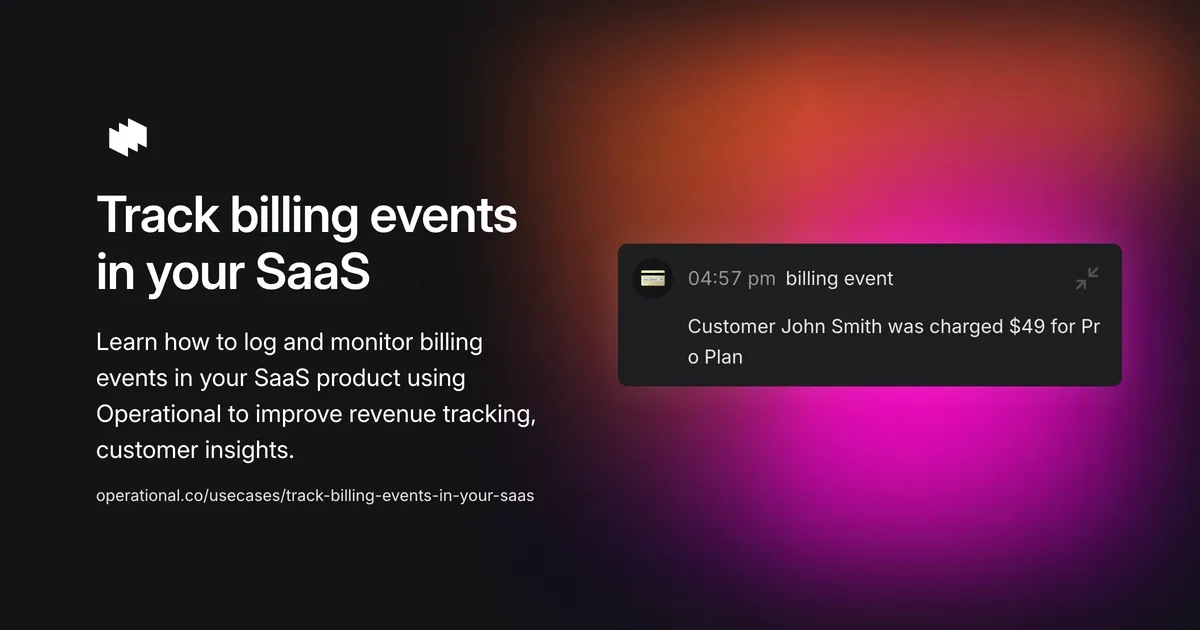 Track billing events
in your SaaS
Learn how to log and monitor billing
events in your SaaS product using
Operational to improve revenue tracking,
customer insights.
operational.co/usecases/track-billing-events-in-your-saas
04:57 pm billing event
Customer John Smith was charged $49 for Pr
o Plan